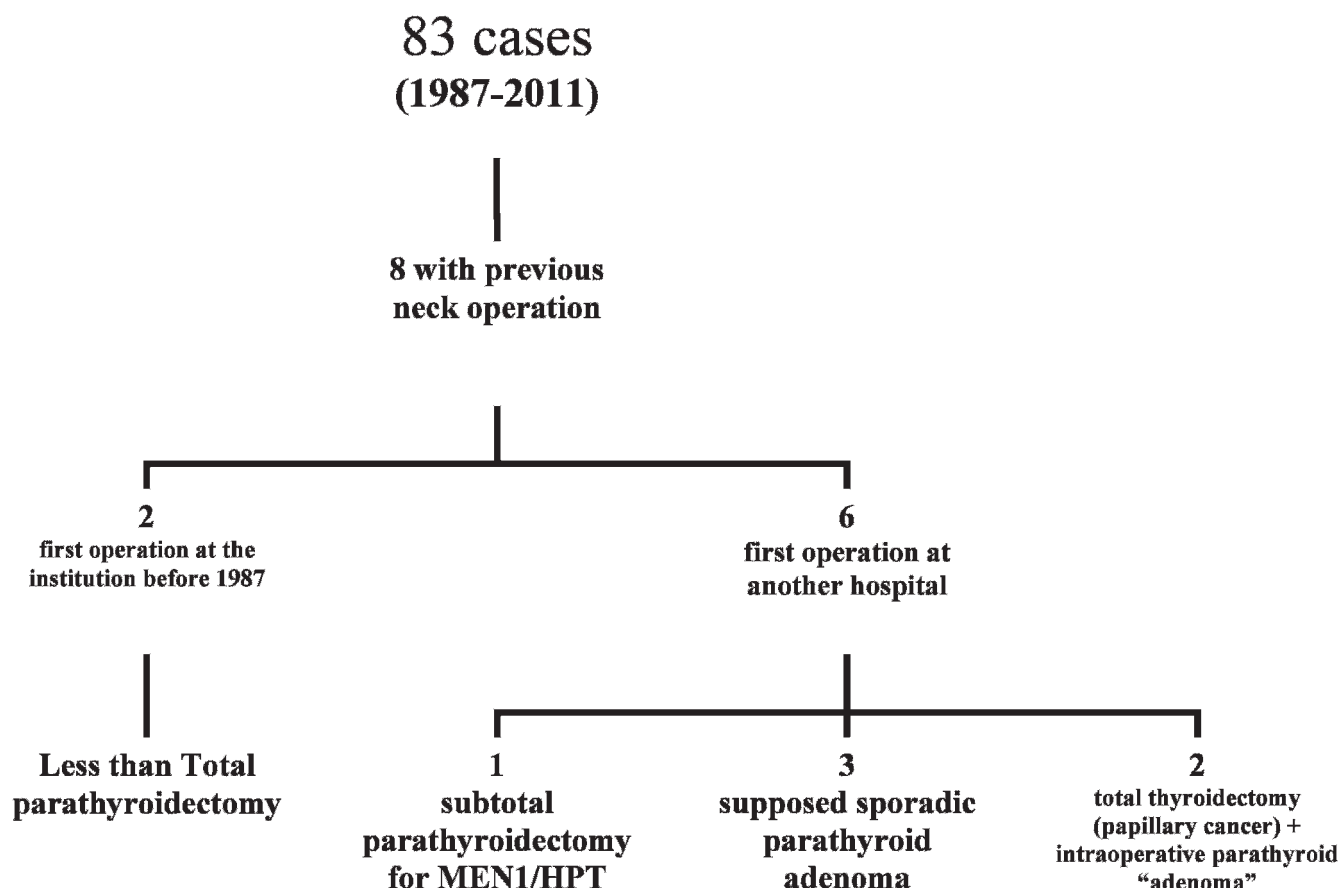 83 cases
(1987-2011)
8 with previous
neck operation
2
first operation at the
institution before 1987
6
first operation at
another hospital
Less than Total
parathyroidectomy
1
subtotal
parathyroidectomy
for MEN1/HPT
3
supposed sporadic
parathyroid
adenoma
2
total thyroidectomy
(papillary cancer) +
intraoperative parathyroid
“adenoma”